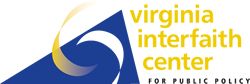 virginia
interfaith
center
FOR PUBLIC POLICY